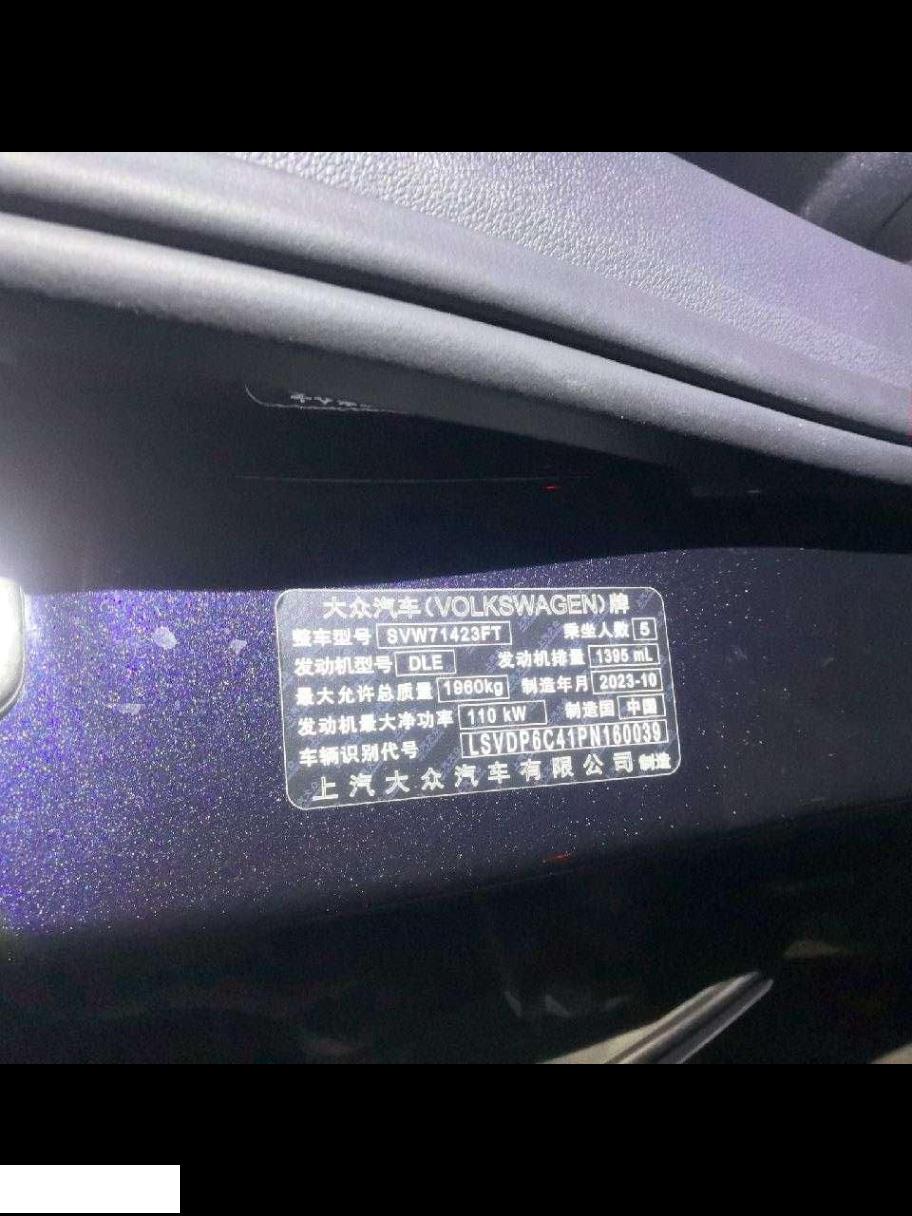 大众汽车(VOLKSWAGEN)牌
整车型号 SVW71423FT 乘坐人数 5
发动机型号 DLE 发动机排量 1395 mL
最大允许总质量 1960kg 制造年月 2023-10
发动机最大净功率 110 kW 制造国 中国
车辆识别代号 LSVDP6C41PN160039
上汽大众汽车有限公司 制造